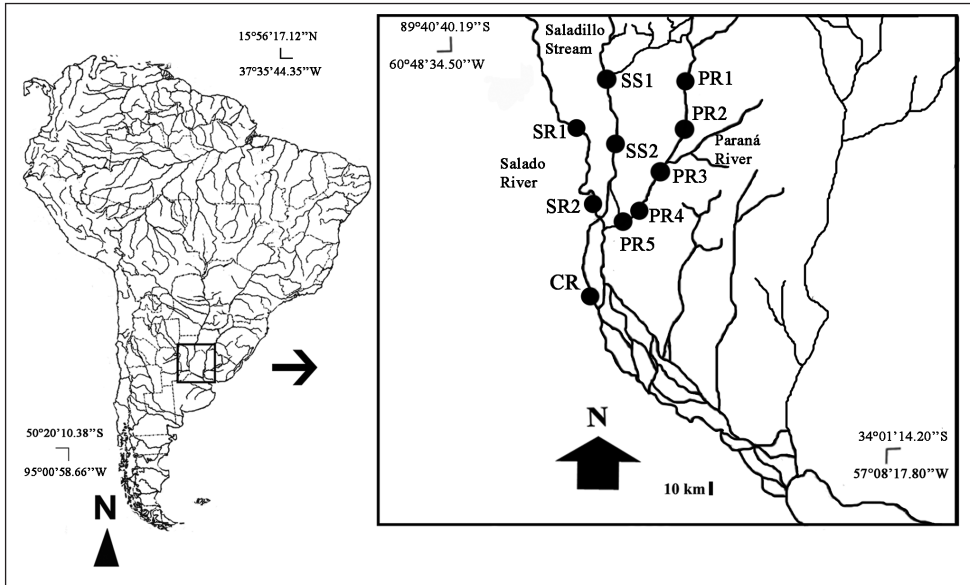 15°56’17.12’’N
37°35’44.35’’W
50°20’10.38’’S
95°00’58.66’’W
N
89°40’40.19’’S
60°48’34.50’’W
Saladillo
Stream
SS1
PR1
SR1
PR2
SS2
Paraná
River
Salado
River
PR3
SR2
PR4
PR5
CR
N
10 km
34°01’14.20’’S
57°08’17.80’’W